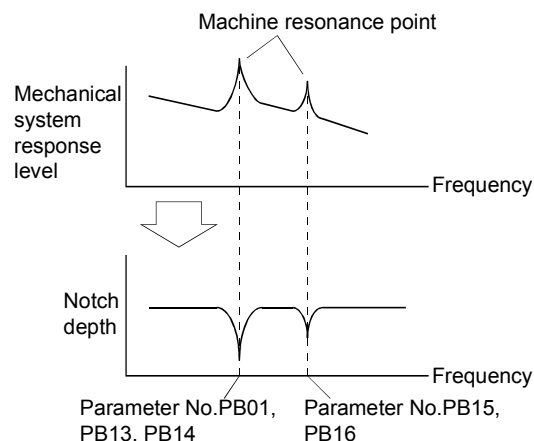 Machine resonance point
Mechanical
system
response
level
Frequency
Notch
depth
Frequency
Parameter No.PB01,
PB13, PB14
Parameter No.PB15,
PB16